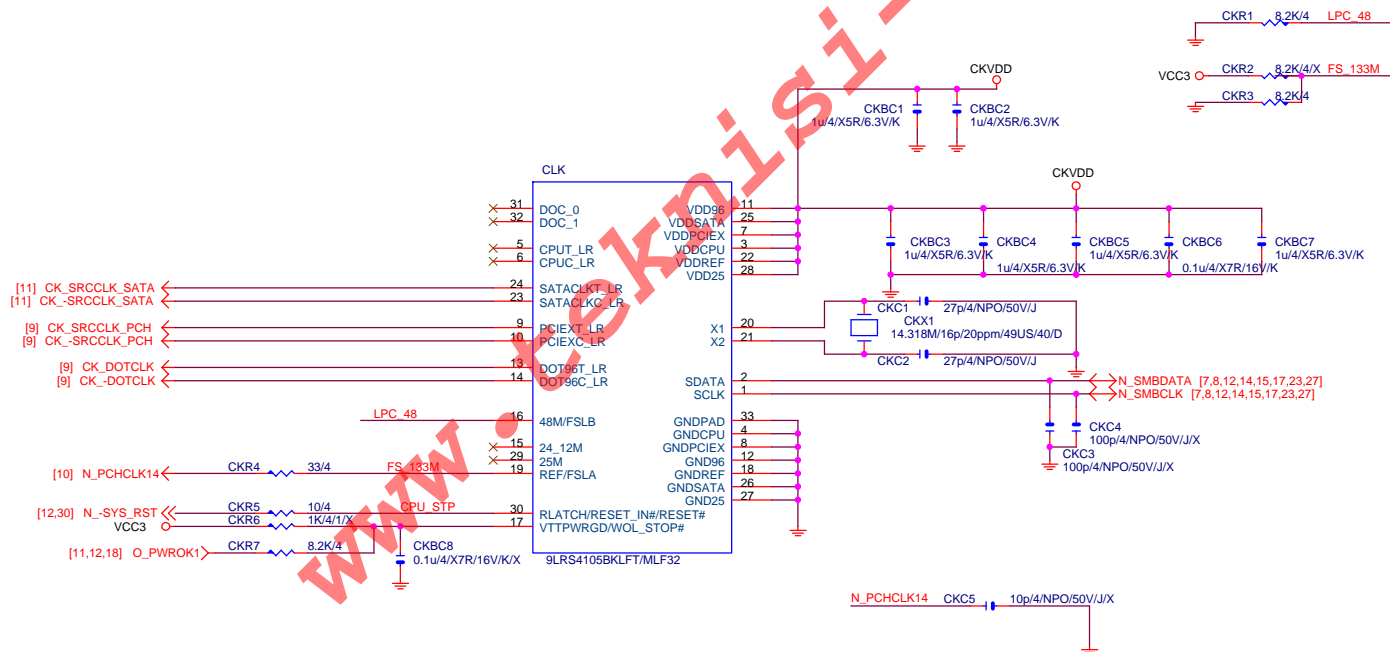 CKR1 8.2K/4 LPC_48
VCC3 CKR2 8.2K/4/X FS_133M
CKR3 8.2K/4
CKVDD
CKBC1
1u/4/X5R/6.3V/K
CKBC2
1u/4/X5R/6.3V/K
CKVDD
CKBC3
1u/4/X5R/6.3V/K
CKBC4
1u/4/X5R/6.3V/K
CKBC5
1u/4/X5R/6.3V/K
CKBC6
0.1u/4/X7R/16V/K
CKBC7
1u/4/X5R/6.3V/K
CLK
31 DOC_0
32 DOC_1
5 CPUT_LR
6 CPUC_LR
[11] CK_SRCCLK_SATA 24 SATACLKT_LR
[11] CK_-SRCCLK_SATA 23 SATACLKC_LR
[9] CK_SRCCLK_PCH 9 PCIEXT_LR
[9] CK_-SRCCLK_PCH 10 PCIEXC_LR
[9] CK_DOTCLK 13 DOT96T_LR
[9] CK_-DOTCLK 14 DOT96C_LR
LPC_48 16 48M/FSLB
15 24_12M
29 25M
[10] N_PCHCLK14 CKR4 33/4 FS_133M 19 REF/FSLA
[12,30] N_-SYS_RST CKR5 10/4 CPU_STP 30 RLATCH/RESET_IN#/RESET#
VCC3 CKR6 1K/4/1/X 17 VTTPWRGD/WOL_STOP#
[11,12,18] O_PWROK1 CKR7 8.2K/4
CKBC8
0.1u/4/X7R/16V/K/X
VDD96 11
VDDSATA 25
VDDPCIEX 7
VDDCPU 3
VDDREF 22
VDD25 28
X1 20
X2 21
CKC1 27p/4/NPO/50V/J
CKX1
14.318M/16p/20ppm/49US/40/D
CKC2 27p/4/NPO/50V/J
SDATA 2 N_SMBDATA [7,8,12,14,15,17,23,27]
SCLK 1 N_SMBCLK [7,8,12,14,15,17,23,27]
CKC4
100p/4/NPO/50V/J/X
CKC3
100p/4/NPO/50V/J/X
GNDPAD 33
GNDCPU 4
GNDPCIEX 8
GND96 12
GNDREF 18
GNDSATA 26
GND25 27
9LRS4105BKLFT/MLF32
N_PCHCLK14 CKC5 10p/4/NPO/50V/J/X
www.teknisi-